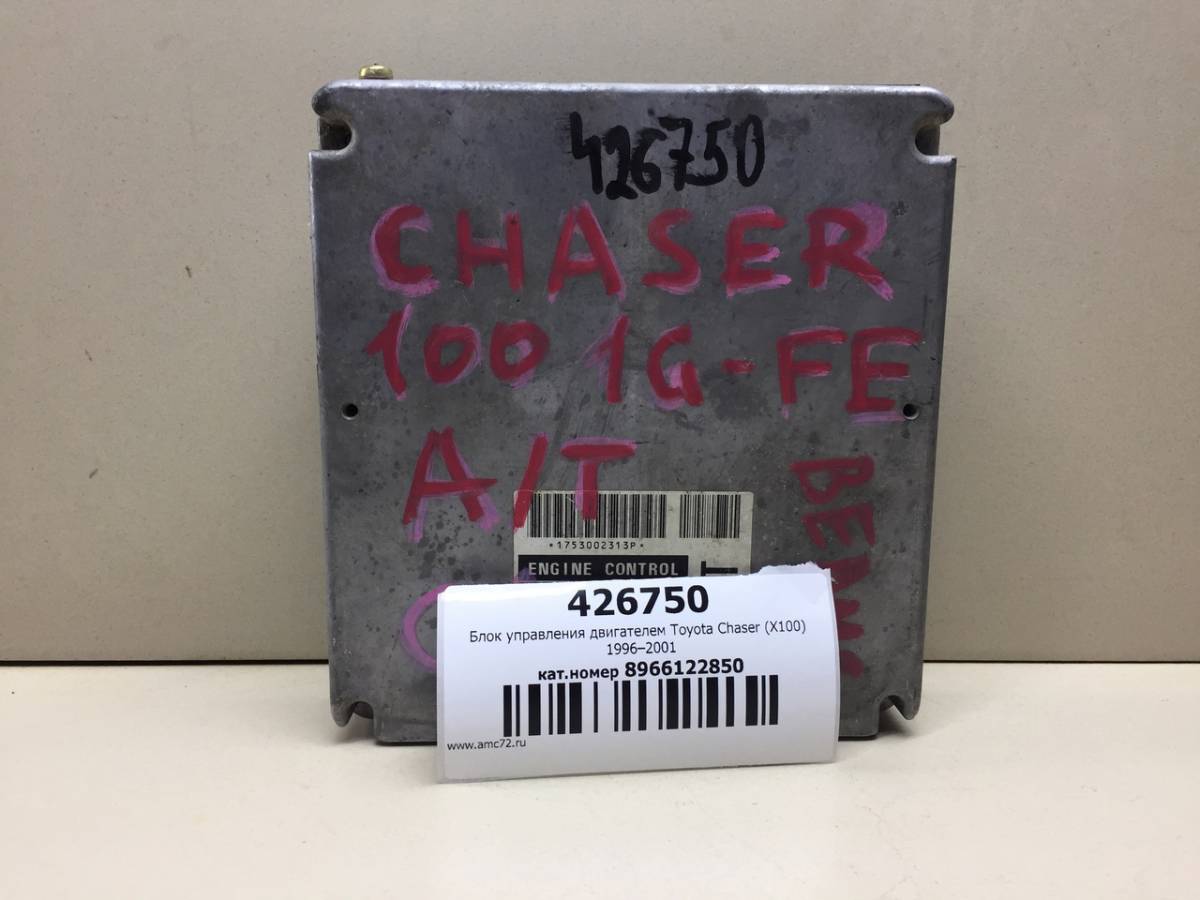 426750
CHASER
100 1G-FE
A/T
*1753002313P*
ENGINE CONTROL
426750
Блок управления двигателем Toyota Chaser (X100)
1996–2001
кат.номер 8966122850
www.amc72.ru